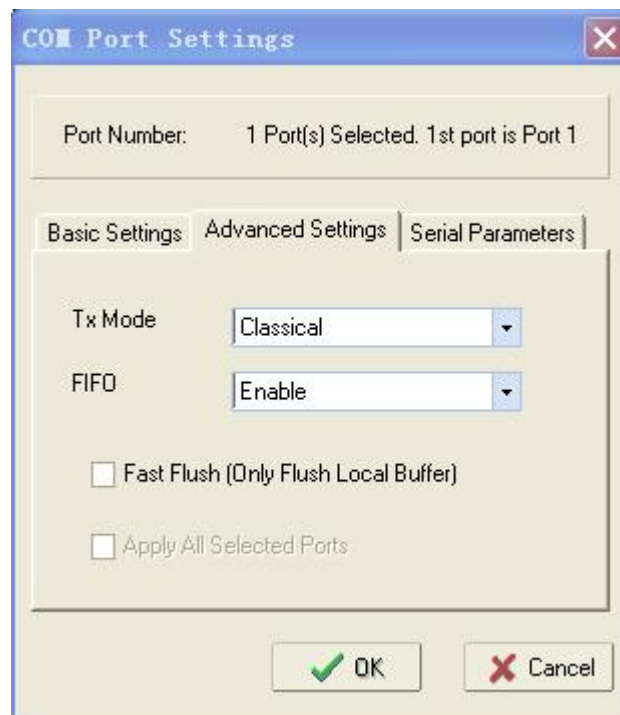 COM Port Settings
Port Number: 1 Port(s) Selected. 1st port is Port 1
Basic Settings Advanced Settings Serial Parameters
Tx Mode Classical
FIFO Enable
Fast Flush (Only Flush Local Buffer)
Apply All Selected Ports
OK Cancel